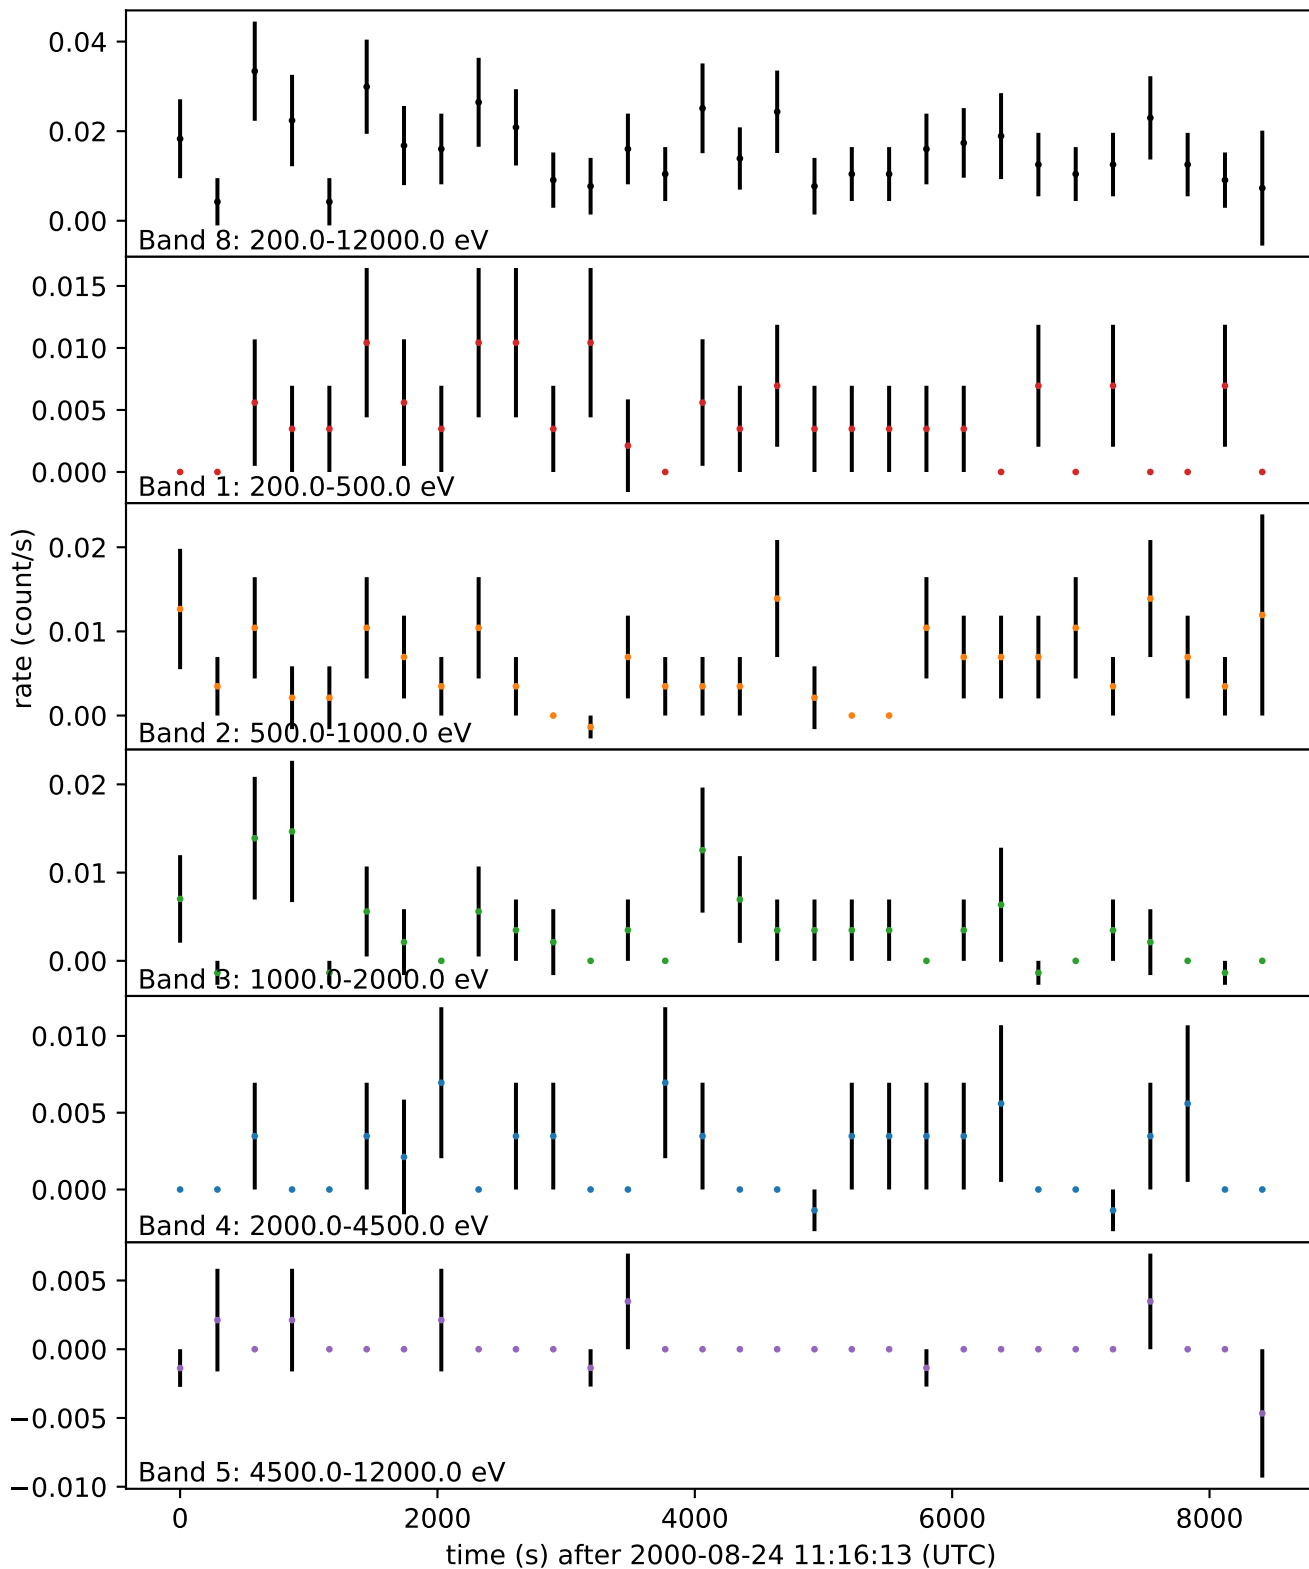 0.04
0.02
0.00
Band 8: 200.0-12000.0 eV
0.015
0.010
0.005
0.000
Band 1: 200.0-500.0 eV
rate (count/s)
0.02
0.01
0.00
Band 2: 500.0-1000.0 eV
0.02
0.01
0.00
Band 3: 1000.0-2000.0 eV
0.010
0.005
0.000
Band 4: 2000.0-4500.0 eV
0.005
0.000
−0.005
−0.010
Band 5: 4500.0-12000.0 eV
0 2000 4000 6000 8000
time (s) after 2000-08-24 11:16:13 (UTC)